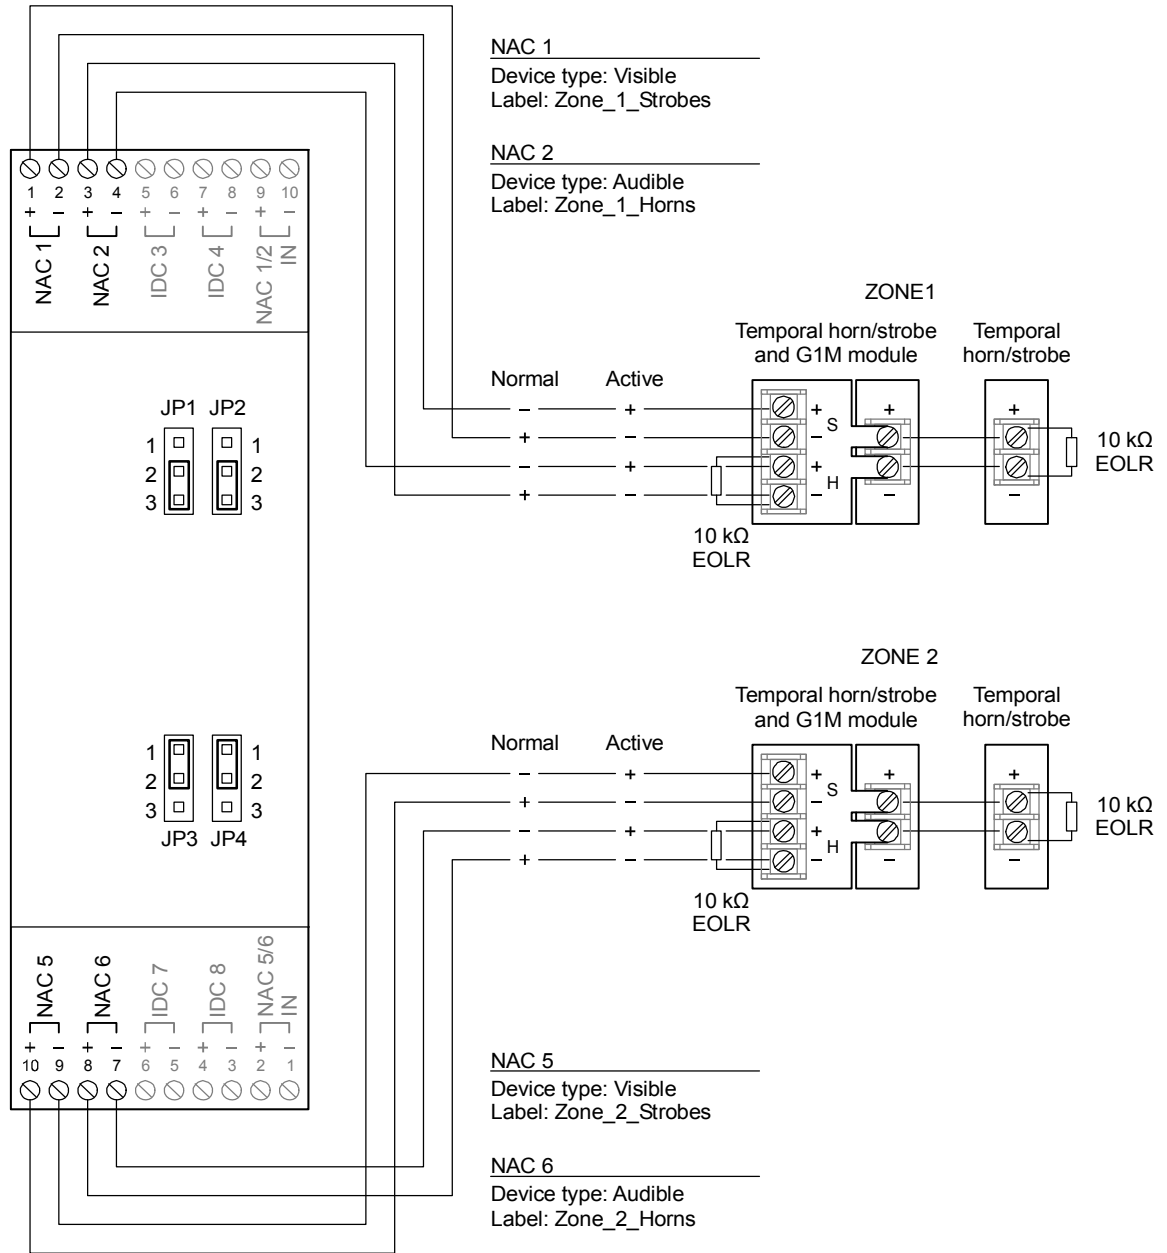 NAC 1
Device type: Visible
Label: Zone_1_Strobes
NAC 2
Device type: Audible
Label: Zone_1_Horns
1 2 3 4 5 6 7 8 9 10
+ − + − + − + − + −
NAC 1
NAC 2
IDC 3
IDC 4
NAC 1/2
IN
ZONE1
Temporal horn/strobe
and G1M module
Temporal
horn/strobe
Normal Active
− + +
S
+ − −
− + +
H
+ − −
+
−
+
−
10 kΩ
EOLR
10 kΩ
EOLR
JP1 JP2
1 1
2 2
3 3
ZONE 2
Temporal horn/strobe
and G1M module
Temporal
horn/strobe
Normal Active
− + +
S
+ − −
− + +
H
+ − −
+
−
+
−
10 kΩ
EOLR
10 kΩ
EOLR
1 1
2 2
3 3
JP3 JP4
NAC 5
NAC 6
IDC 7
IDC 8
NAC 5/6
IN
+ − + − + − + − + −
10 9 8 7 6 5 4 3 2 1
NAC 5
Device type: Visible
Label: Zone_2_Strobes
NAC 6
Device type: Audible
Label: Zone_2_Horns